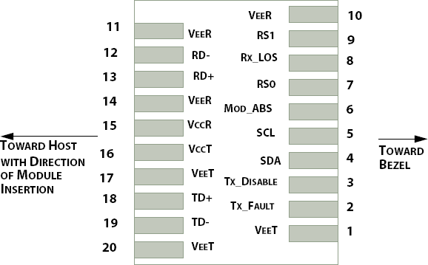 11 VEER
12 RD-
13 RD+
14 VEER
15 VCCR
16 VCCT
17 VEET
18 TD+
19 TD-
20 VEET
VEER 10
RS1 9
RX_LOS 8
RS0 7
MOD_ABS 6
SCL 5
SDA 4
TX_DISABLE 3
TX_FAULT 2
VEET 1
TOWARD HOST
WITH DIRECTION
OF MODULE
INSERTION
TOWARD
BEZEL